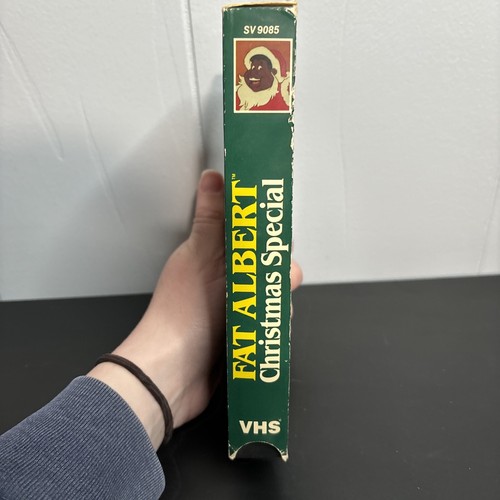 SV 9085
FAT ALBERT™
Christmas Special
VHS